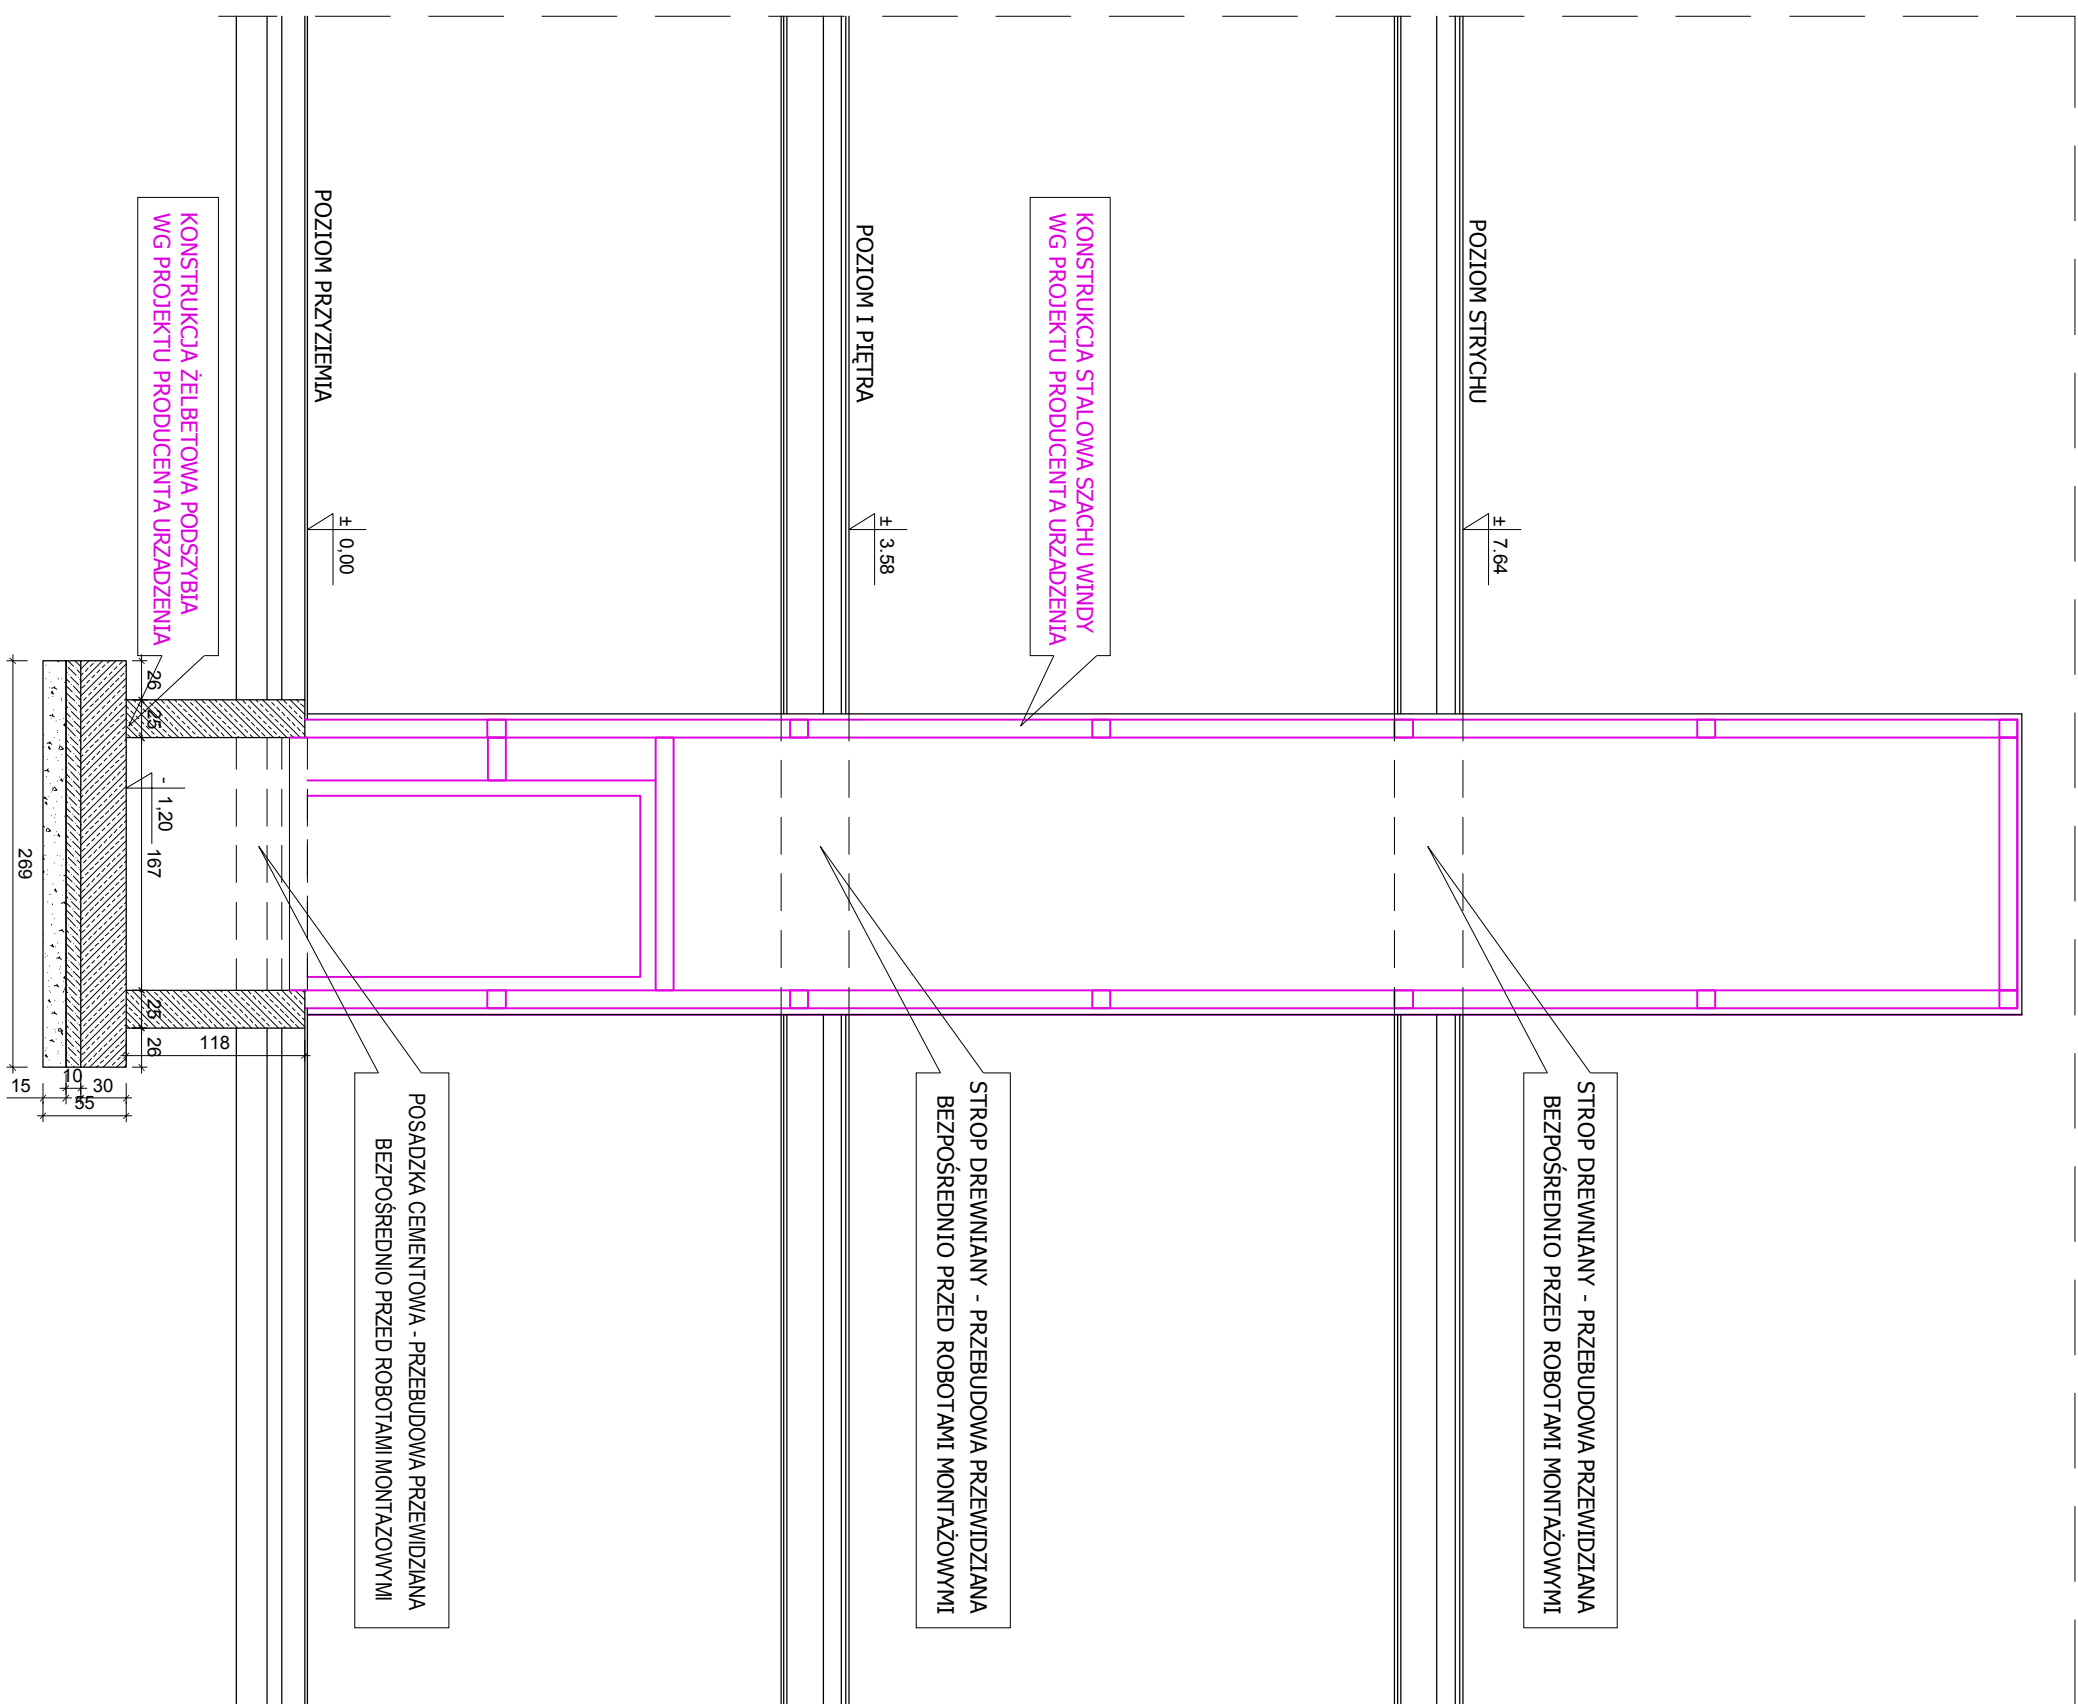 POZIOM STRYCHU
± 7.64
STROP DREWNIANY - PRZEBUDOWA PRZEWIDZIANA
BEZPOŚREDNIO PRZED ROBOTAMI MONTAŻOWYMI
KONSTRUKCJA STALOWA SZACHU WINDY
WG PROJEKTU PRODUCENTA URZADZENIA
POZIOM I PIĘTRA
± 3.58
STROP DREWNIANY - PRZEBUDOWA PRZEWIDZIANA
BEZPOŚREDNIO PRZED ROBOTAMI MONTAŻOWYMI
POZIOM PRZYZIEMIA
± 0,00
POSADZKA CEMENTOWA - PRZEBUDOWA PRZEWIDZIANA
BEZPOŚREDNIO PRZED ROBOTAMI MONTAZOWYMI
KONSTRUKCJA ŻELBETOWA PODSZYBIA
WG PROJEKTU PRODUCENTA URZADZENIA
118
- 1,20
26
25
167
25
26
30
10
15
55
269